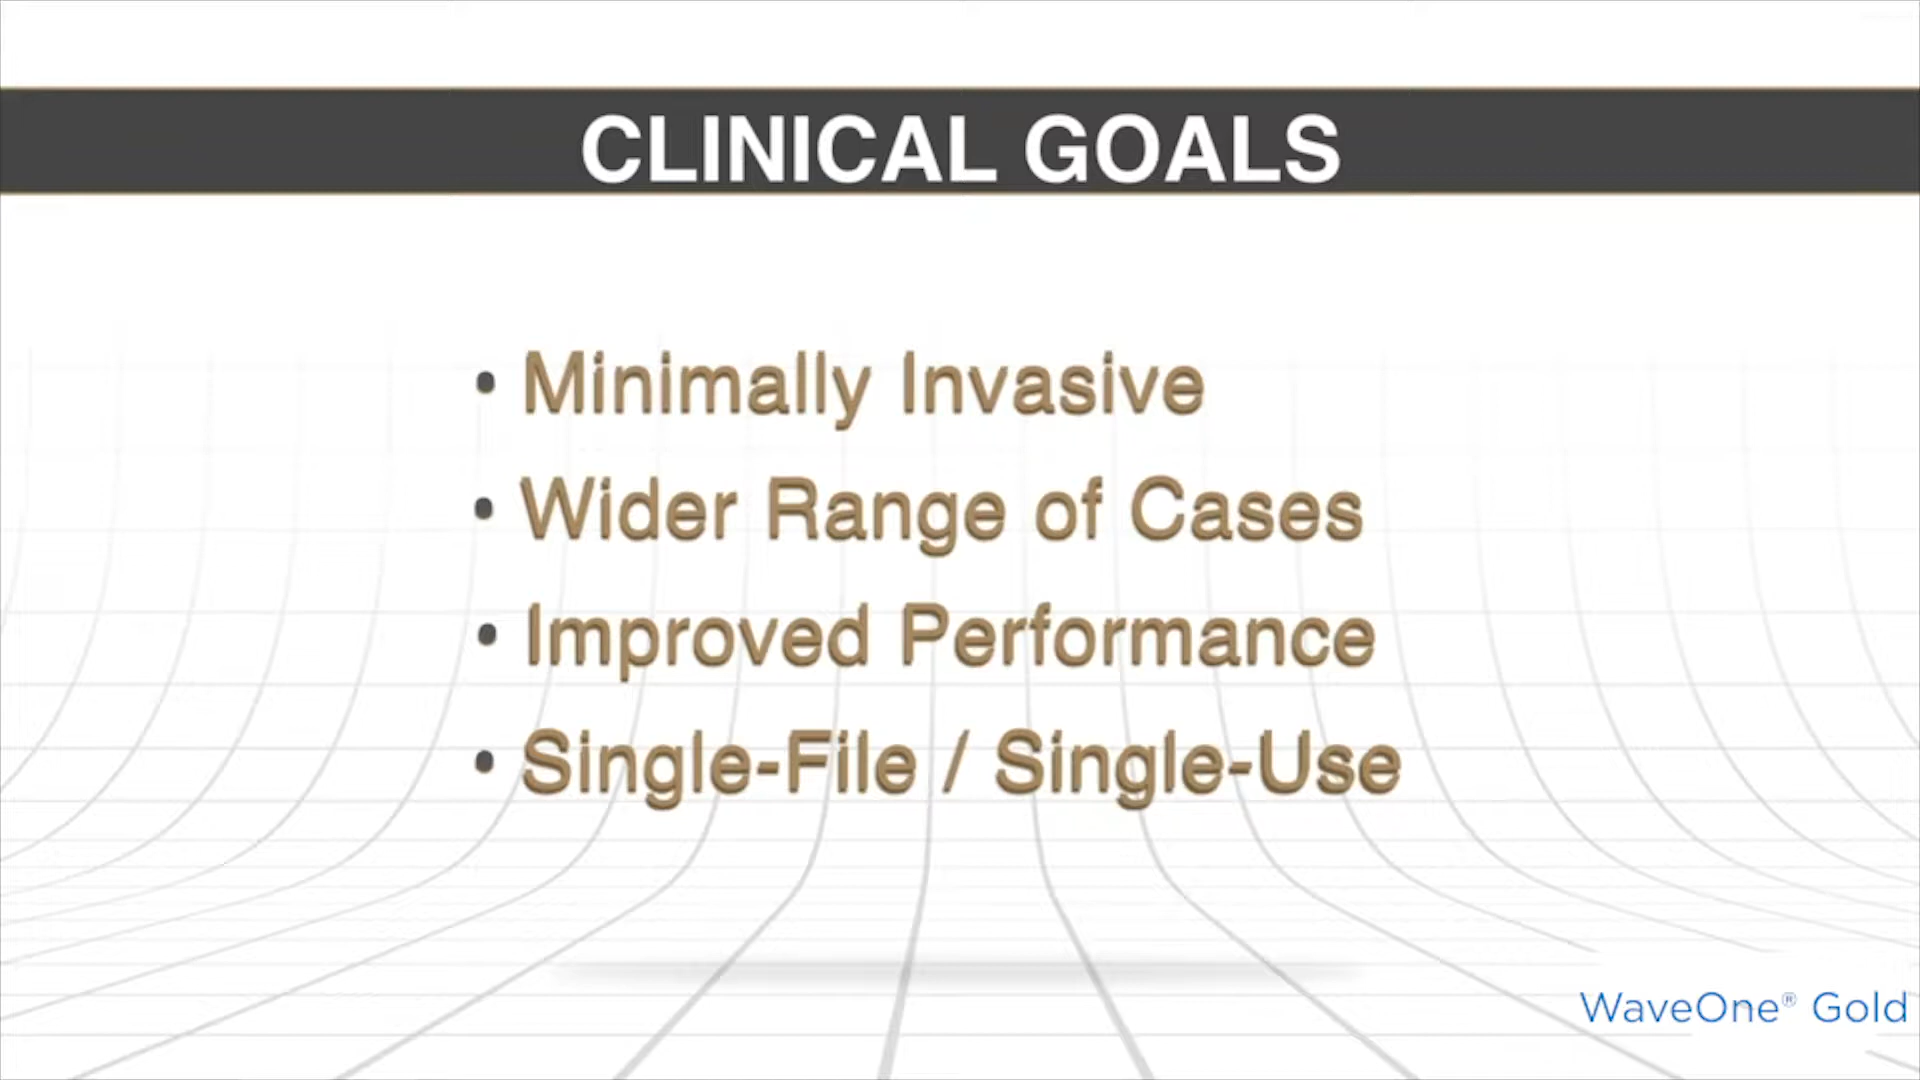 CLINICAL GOALS
• Minimally Invasive
• Wider Range of Cases
• Improved Performance
• Single-File / Single-Use
WaveOne® Gold